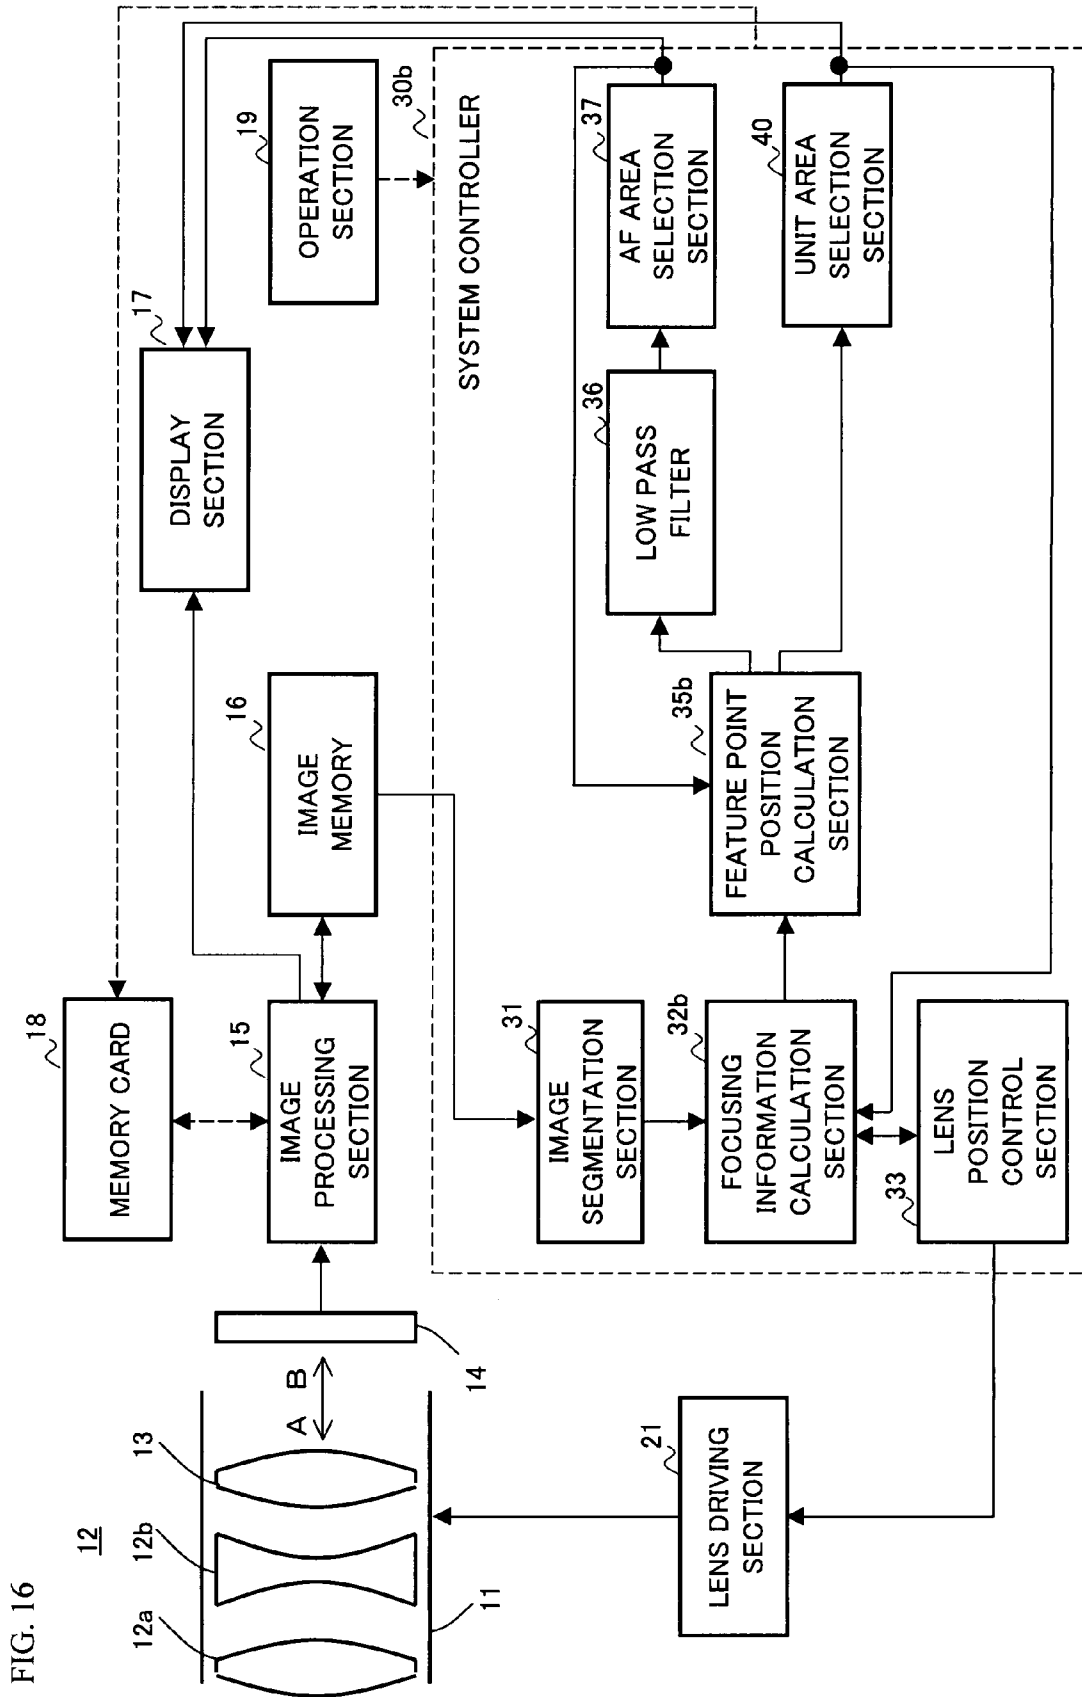 FIG. 16
12
12a
12b
13
11
A
B
14
21
LENS DRIVING
SECTION
18
MEMORY CARD
15
IMAGE
PROCESSING
SECTION
16
IMAGE
MEMORY
17
DISPLAY
SECTION
19
OPERATION
SECTION
30b
SYSTEM CONTROLLER
31
IMAGE
SEGMENTATION
SECTION
32b
FOCUSING
INFORMATION
CALCULATION
SECTION
33
LENS
POSITION
CONTROL
SECTION
35b
FEATURE POINT
POSITION
CALCULATION
SECTION
36
LOW PASS
FILTER
37
AF AREA
SELECTION
SECTION
40
UNIT AREA
SELECTION
SECTION